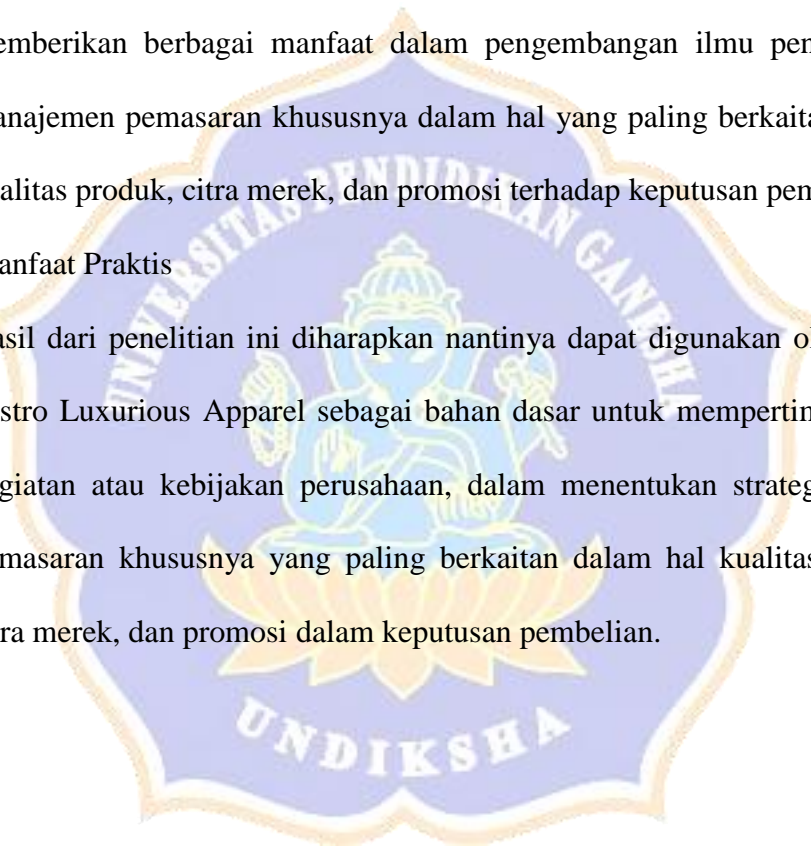 emberikan berbagai manfaat dalam pengembangan ilmu pen
anajemen pemasaran khususnya dalam hal yang paling berkaita
alitas produk, citra merek, dan promosi terhadap keputusan pem
anfaat Praktis
asil dari penelitian ini diharapkan nantinya dapat digunakan ol
stro Luxurious Apparel sebagai bahan dasar untuk mempertim
giatan atau kebijakan perusahaan, dalam menentukan strateg
masaran khususnya yang paling berkaitan dalam hal kualitas
ra merek, dan promosi dalam keputusan pembelian.
UNIVERSITAS PENDIDIKAN GANESHA
UNDIKSHA